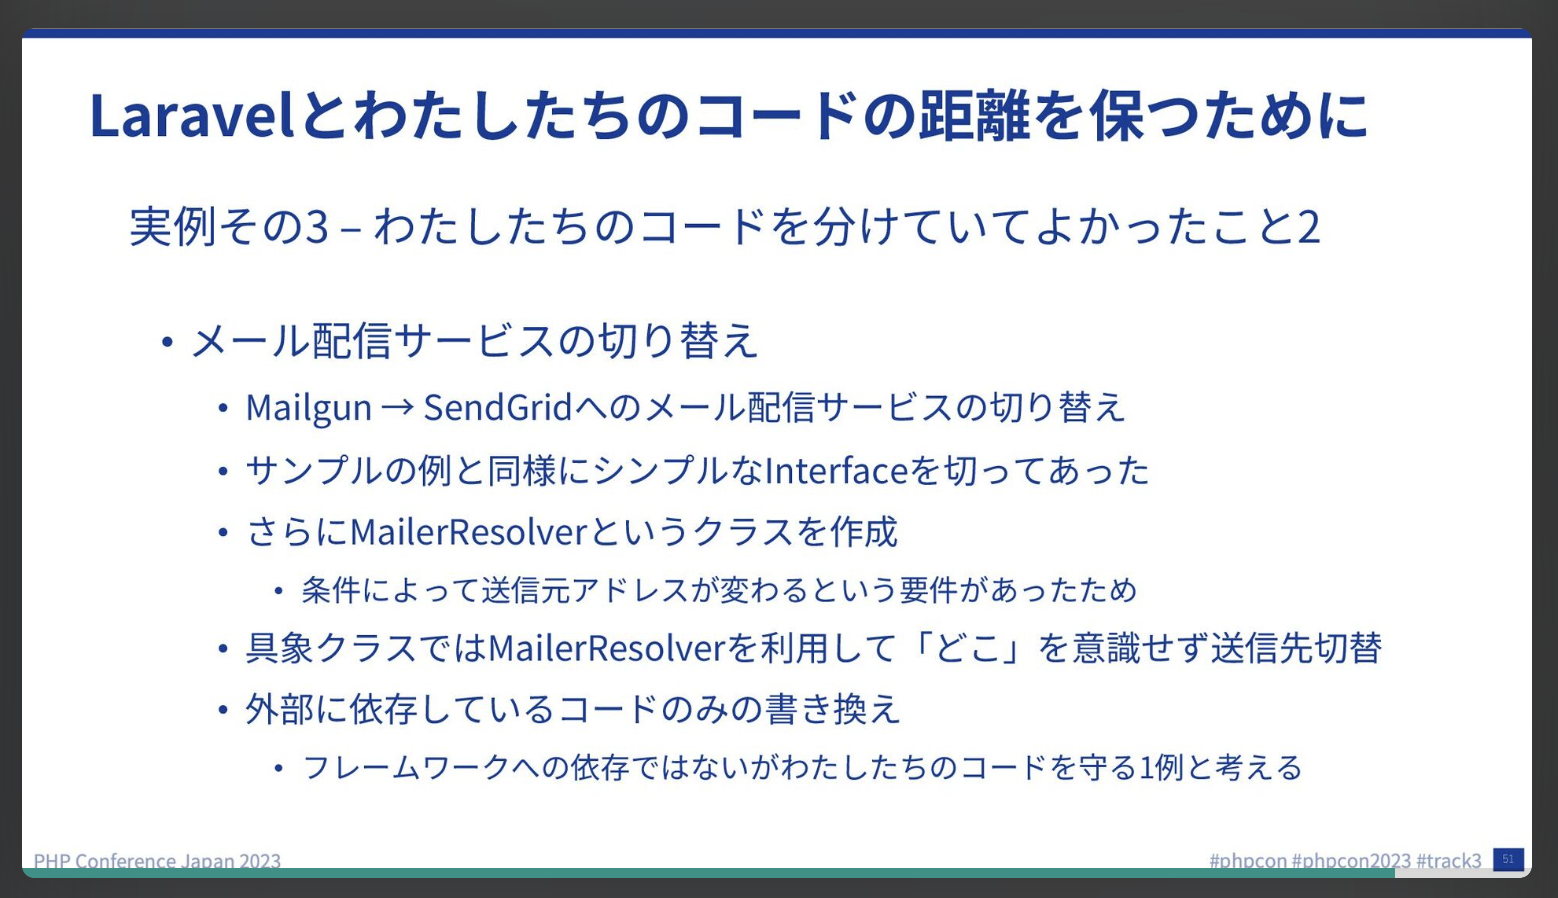 Laravelとわたしたちのコードの距離を保つために
実例その3 – わたしたちのコードを分けていてよかったこと2
• メール配信サービスの切り替え
• Mailgun → SendGridへのメール配信サービスの切り替え
• サンプルの例と同様にシンプルなInterfaceを切ってあった
• さらにMailerResolverというクラスを作成
• 条件によって送信元アドレスが変わるという要件があったため
• 具象クラスではMailerResolverを利用して「どこ」を意識せず送信先切替
• 外部に依存しているコードのみの書き換え
• フレームワークへの依存ではないがわたしたちのコードを守る1例と考える
PHP Conference Japan 2023
#phpcon #phpcon2023 #track3
51